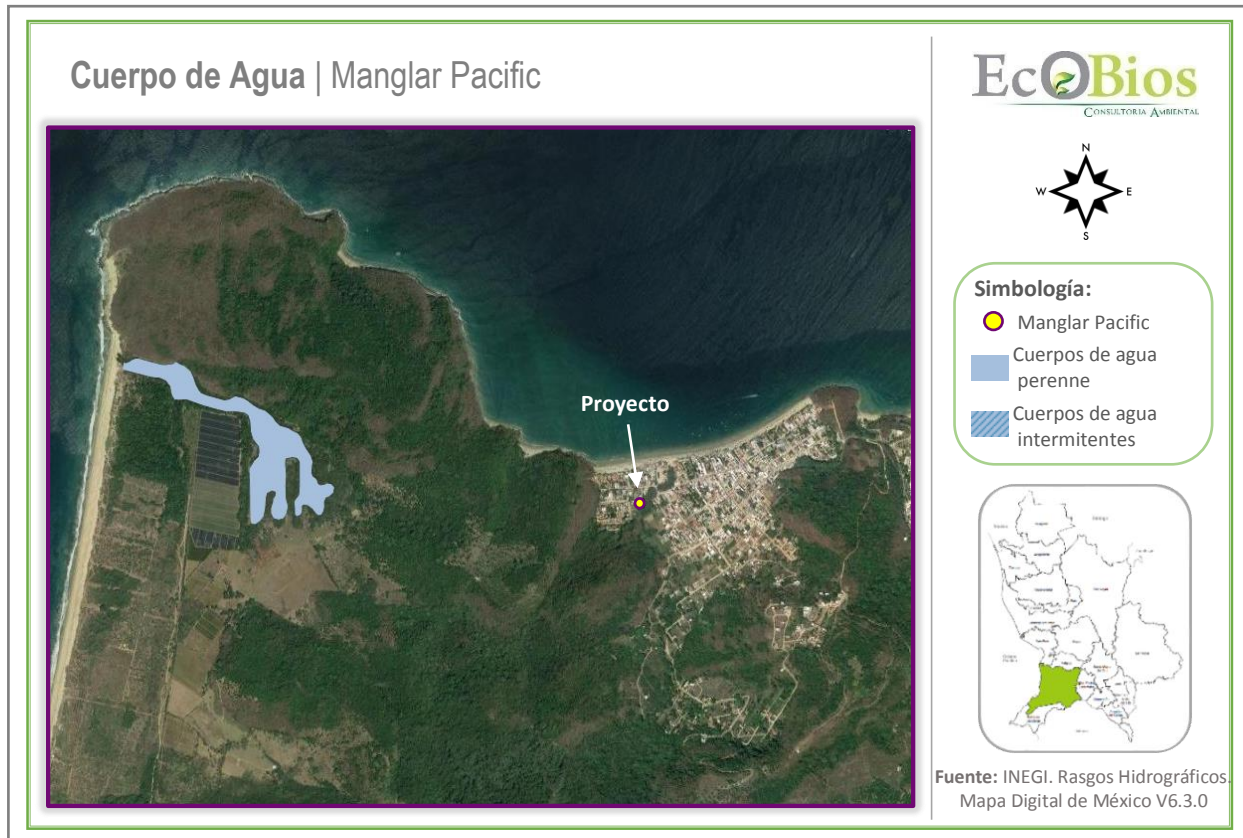 Cuerpo de Agua | Manglar Pacific
EcOBios
CONSULTORIA AMBIENTAL
N
W
E
S
Proyecto
Simbología:
Manglar Pacific
Cuerpos de agua
perenne
Cuerpos de agua
intermitentes
Fuente: INEGI. Rasgos Hidrográficos.
Mapa Digital de México V6.3.0